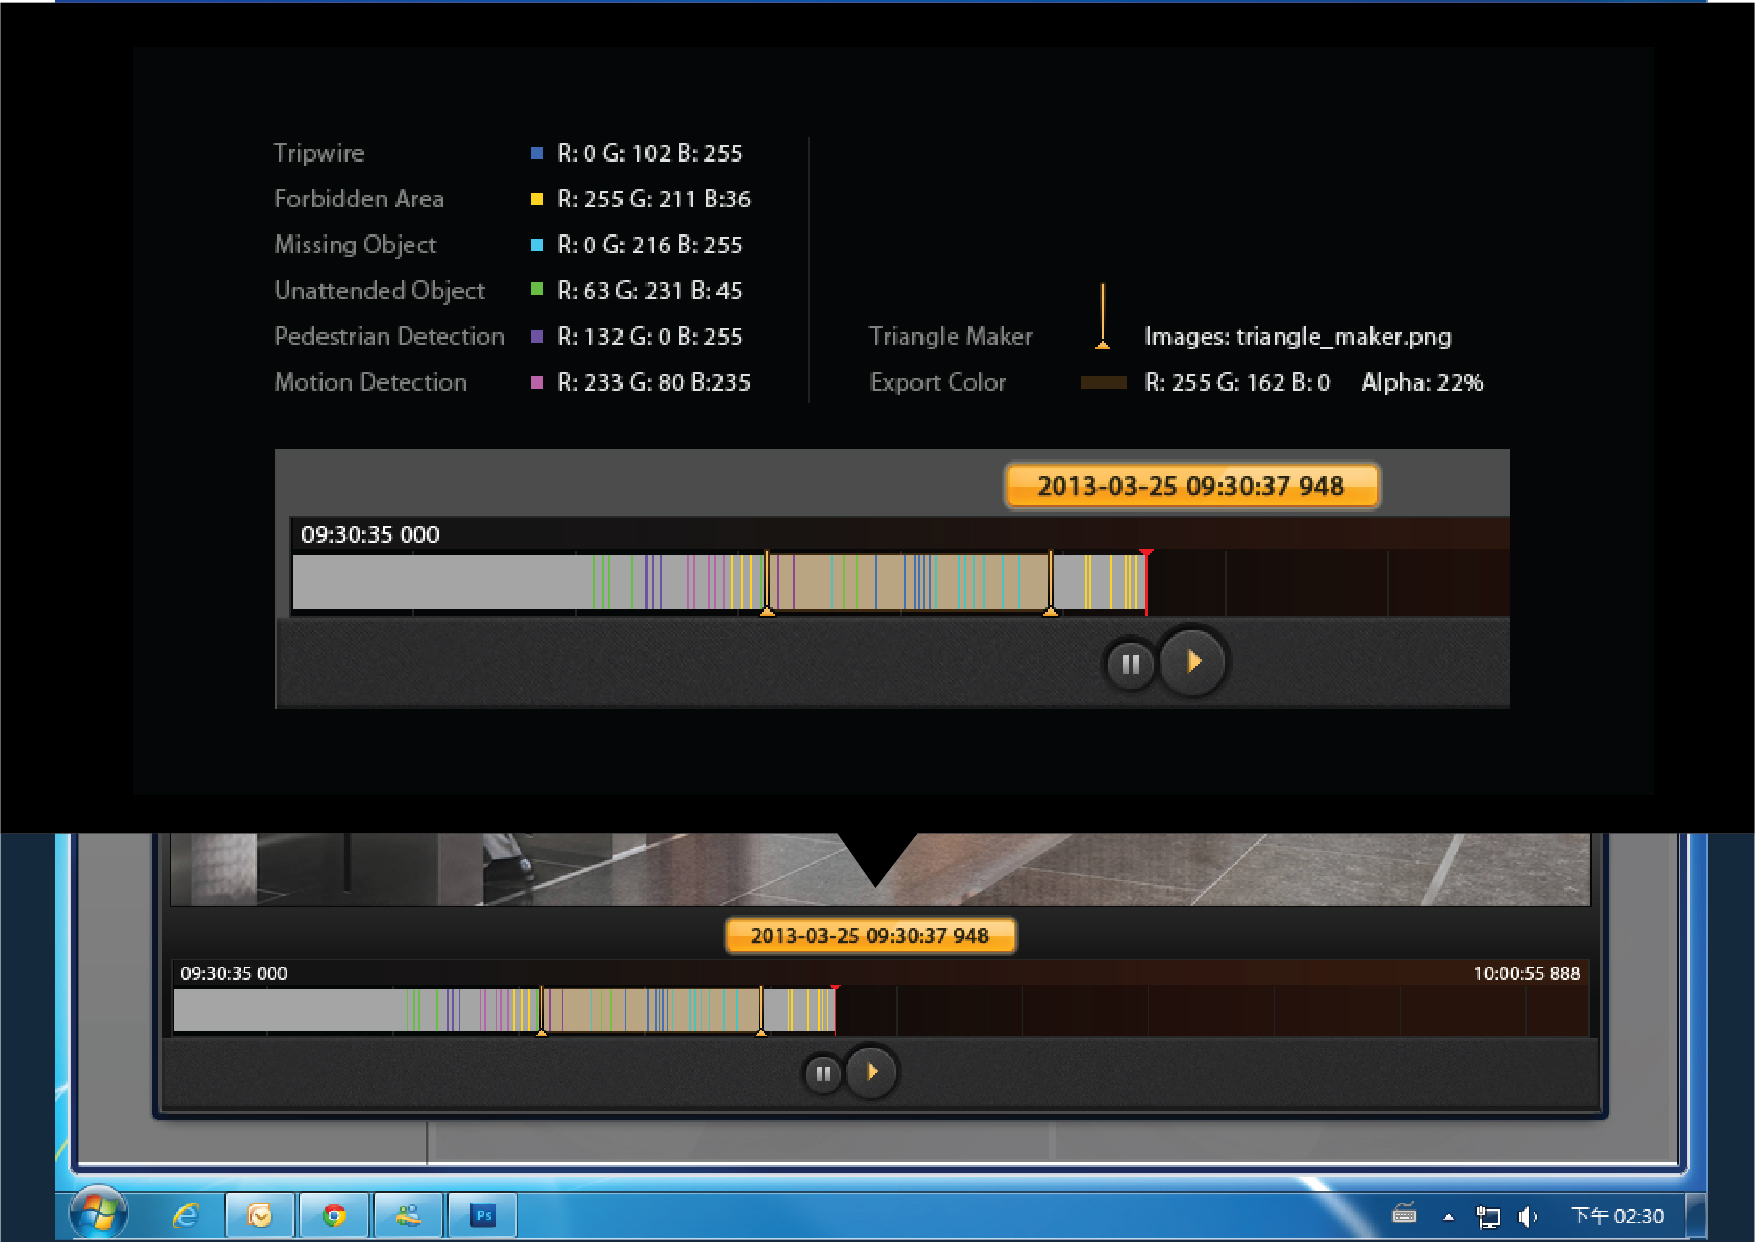 Tripwire R: 0 G: 102 B: 255
Forbidden Area R: 255 G: 211 B:36
Missing Object R: 0 G: 216 B: 255
Unattended Object R: 63 G: 231 B: 45
Pedestrian Detection R: 132 G: 0 B: 255
Motion Detection R: 233 G: 80 B:235
Triangle Maker Images: triangle_maker.png
Export Color R: 255 G: 162 B: 0 Alpha: 22%
2013-03-25 09:30:37 948
09:30:35 000
2013-03-25 09:30:37 948
09:30:35 000 10:00:55 888
Ps
下午 02:30